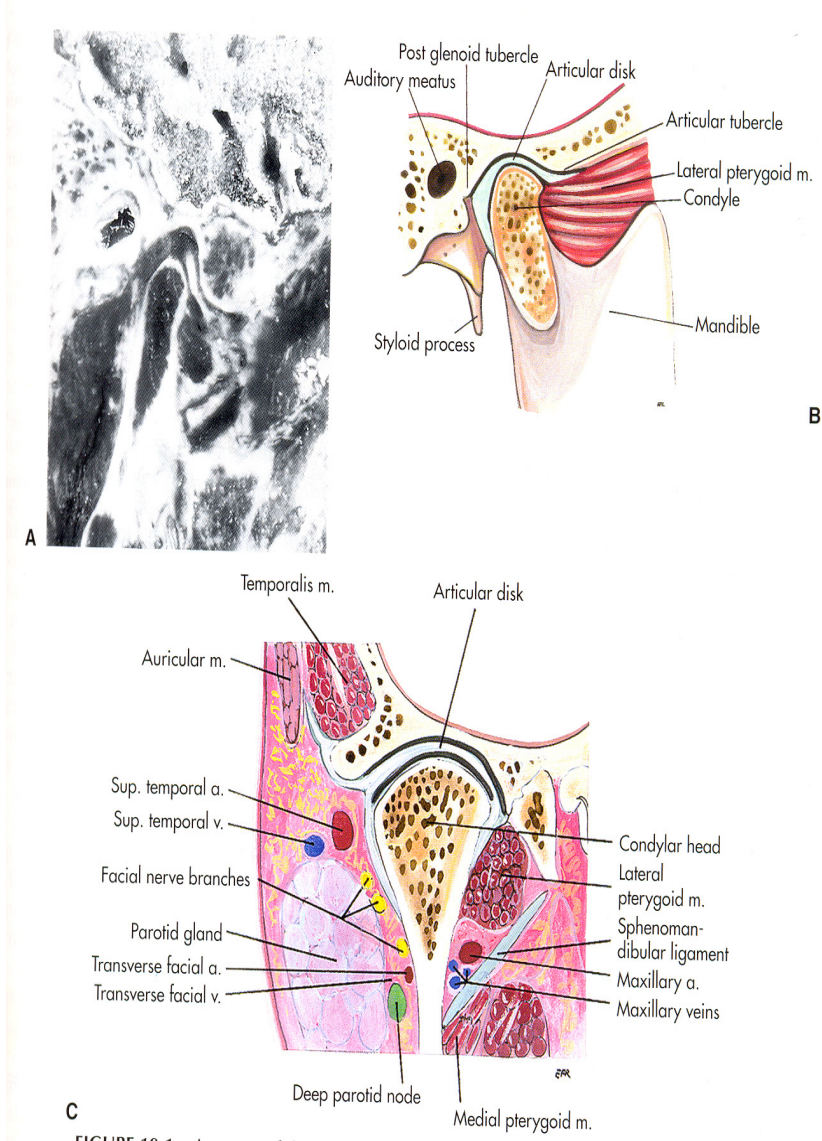 Post glenoid tubercle
Auditory meatus
Articular disk
Articular tubercle
Lateral pterygoid m.
Condyle
Mandible
Styloid process
B
A
Temporalis m.
Articular disk
Auricular m.
Sup. temporal a.
Sup. temporal v.
Facial nerve branches
Parotid gland
Transverse facial a.
Transverse facial v.
Condylar head
Lateral
pterygoid m.
Sphenoman-
dibular ligament
Maxillary a.
Maxillary veins
Deep parotid node
Medial pterygoid m.
C